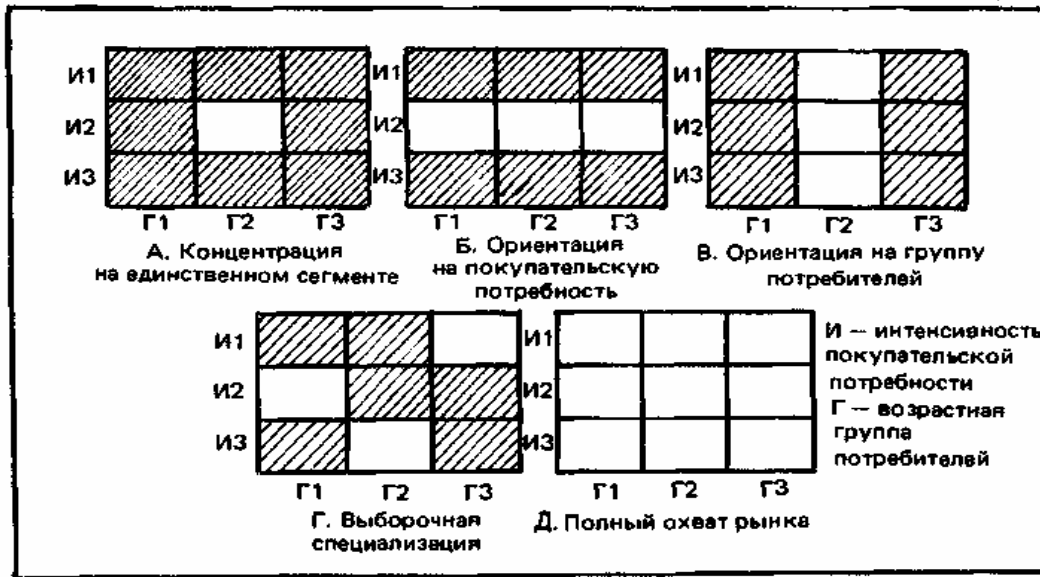 И1
И2
И3
Г1 Г2 Г3
А. Концентрация
на единственном сегменте
И1
И2
И3
Г1 Г2 Г3
Б. Ориентация
на покупательскую
потребность
И1
И2
И3
Г1 Г2 Г3
В. Ориентация на группу
потребителей
И1
И2
И3
Г1 Г2 Г3
Г. Выборочная
специализация
И1
И2
И3
Г1 Г2 Г3
Д. Полный охват рынка
И — интенсивность
покупательской
потребности
Г — возрастная
группа
потребителей